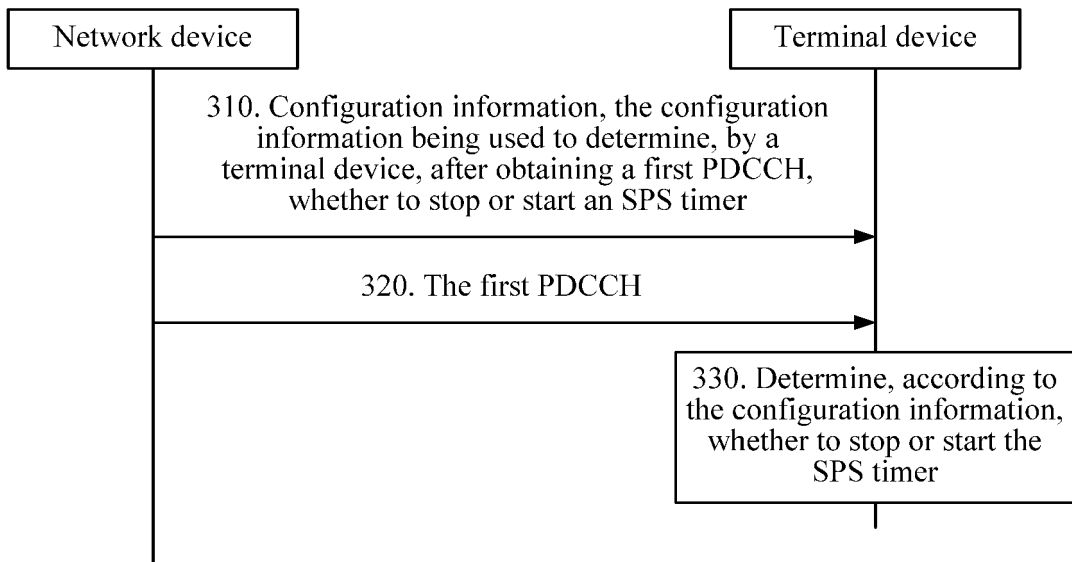 Network device
Terminal device
310. Configuration information, the configuration
information being used to determine, by a
terminal device, after obtaining a first PDCCH,
whether to stop or start an SPS timer
320. The first PDCCH
330. Determine, according to
the configuration information,
whether to stop or start the
SPS timer